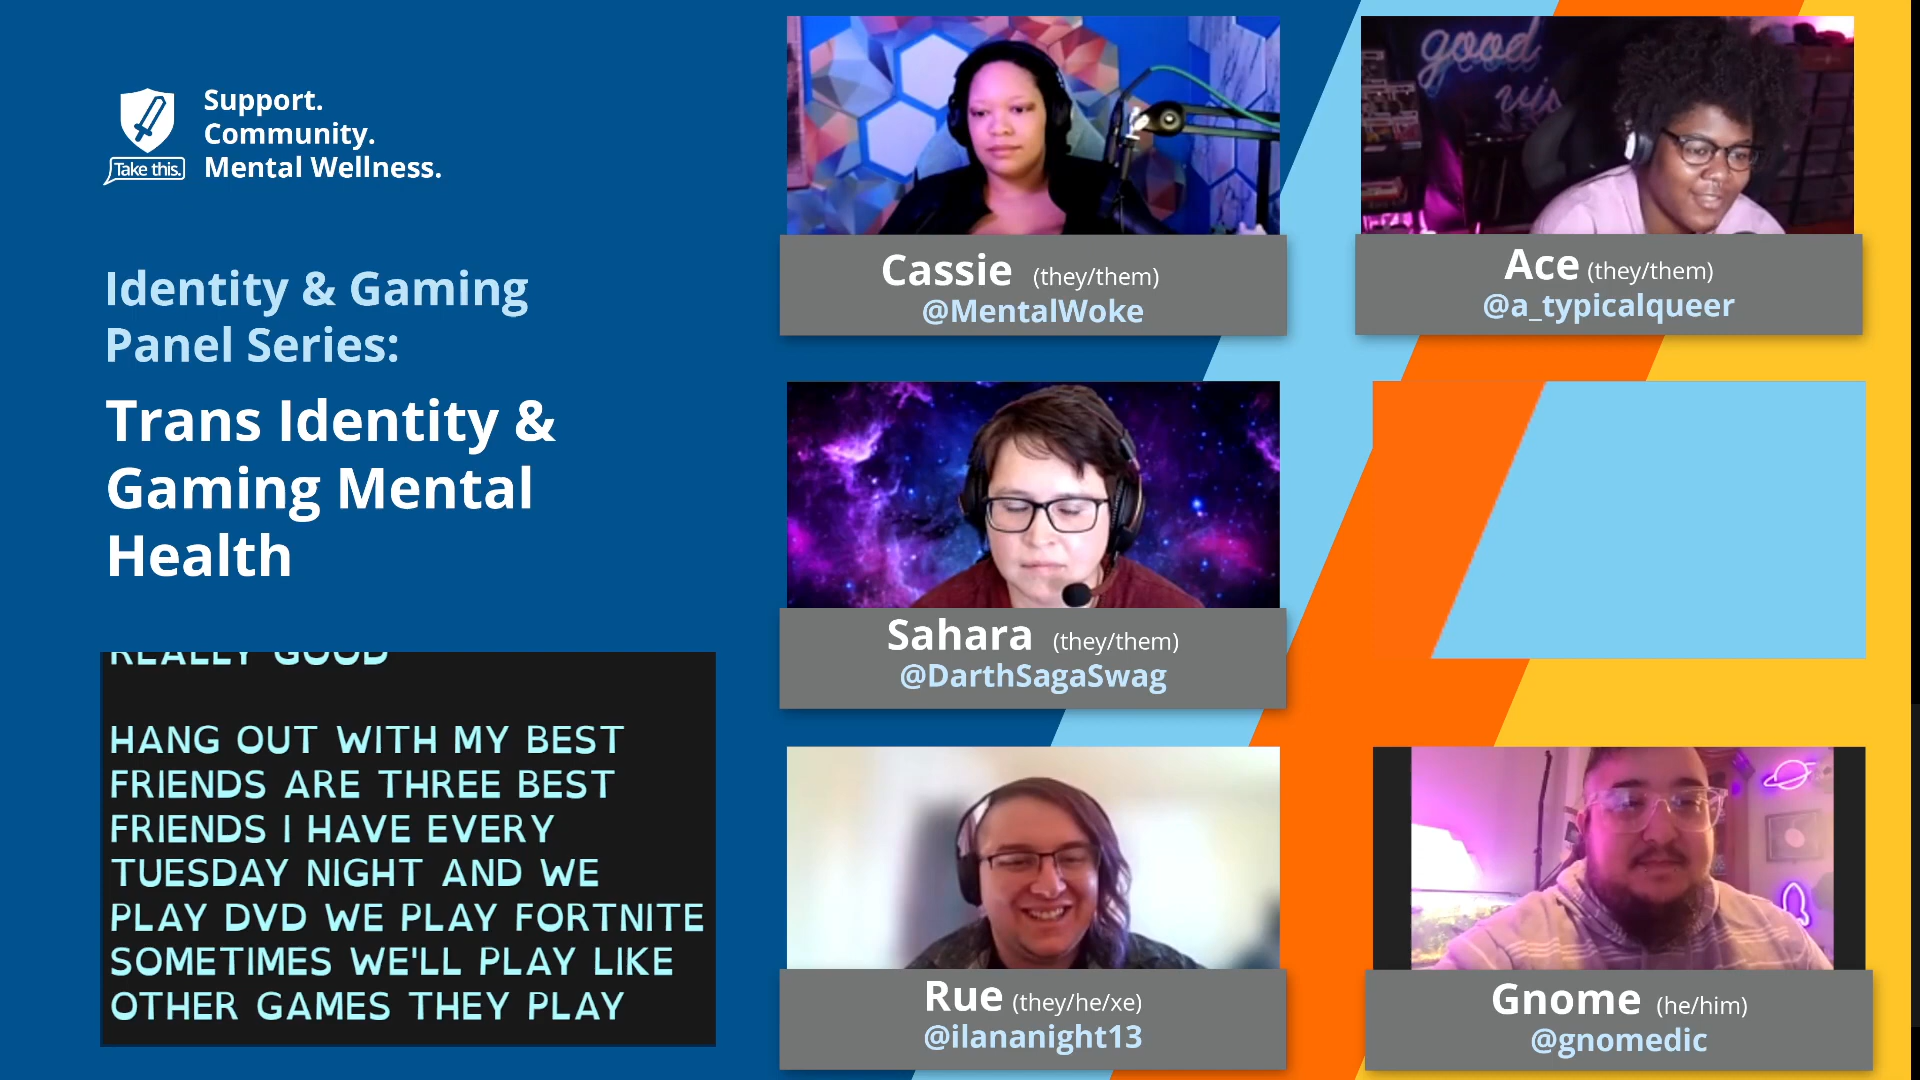 Support.
Community.
Mental Wellness.
Take this.
Identity & Gaming
Panel Series:
Trans Identity &
Gaming Mental
Health
REALLY GOOD
HANG OUT WITH MY BEST
FRIENDS ARE THREE BEST
FRIENDS I HAVE EVERY
TUESDAY NIGHT AND WE
PLAY DVD WE PLAY FORTNITE
SOMETIMES WE'LL PLAY LIKE
OTHER GAMES THEY PLAY
Cassie (they/them)
@MentalWoke
good
Ace (they/them)
@a_typicalqueer
Sahara (they/them)
@DarthSagaSwag
Rue (they/he/xe)
@ilananight13
Gnome (he/him)
@gnomedic